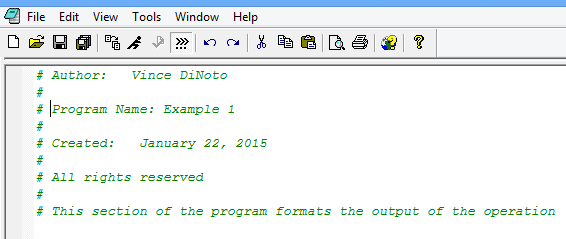 File Edit View Tools Window Help
# Author:   Vince DiNoto
#
# Program Name: Example 1
#
# Created:   January 22, 2015
#
# All rights reserved
#
# This section of the program formats the output of the operation